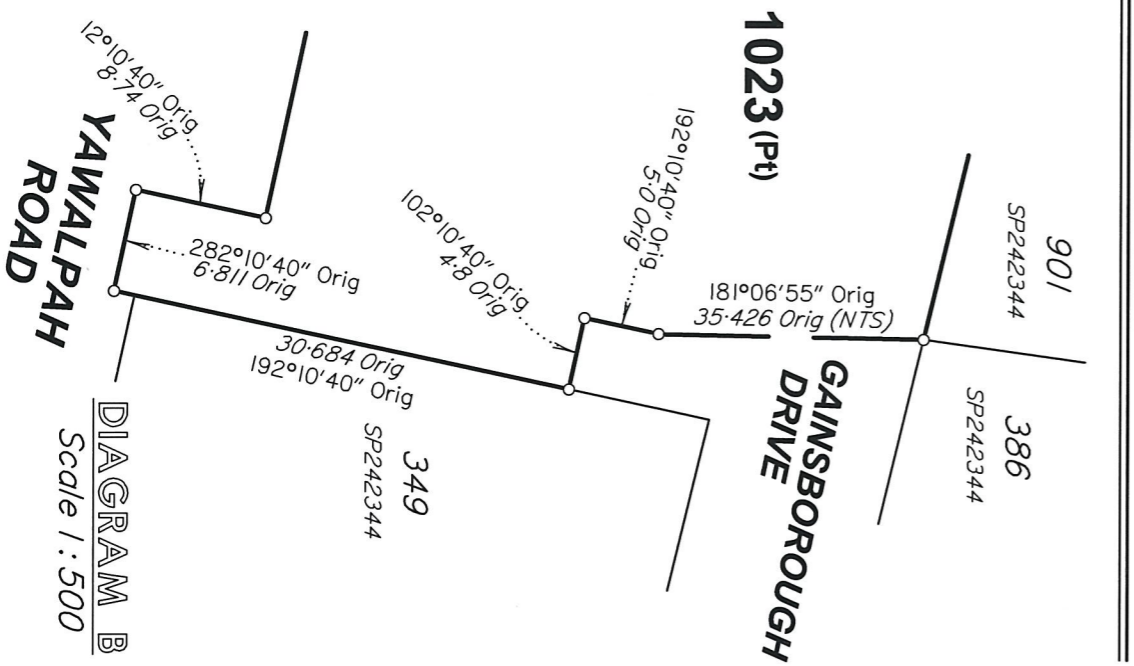 901
SP242344
386
SP242344
1023 (Pt)
192°10'40" Orig
5·0 Orig
181°06'55" Orig
35·426 Orig (NTS)
GAINSBOROUGH
DRIVE
102°10'40" Orig
4·8 Orig
12°10'40" Orig
8·74 Orig
282°10'40" Orig
6·811 Orig
30·684 Orig
192°10'40" Orig
349
SP242344
YAWALPAH
ROAD
DIAGRAM B
Scale 1:500